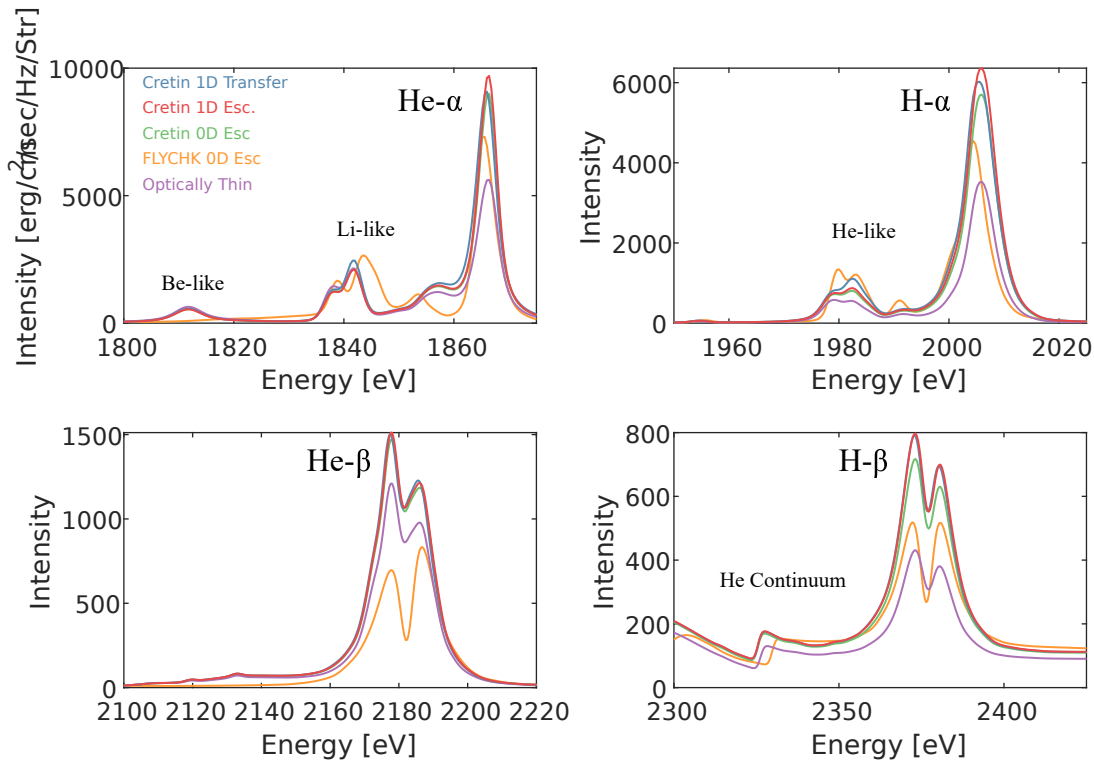 Intensity [erg/cm²/sec/Hz/Str]
10000
5000
0
Cretin 1D Transfer
Cretin 1D Esc.
Cretin 0D Esc
FLYCHK 0D Esc
Optically Thin
He-α
Li-like
Be-like
1800 1820 1840 1860
Energy [eV]
Intensity
6000
4000
2000
0
H-α
He-like
1960 1980 2000 2020
Energy [eV]
Intensity
1500
1000
500
0
He-β
2100 2120 2140 2160 2180 2200 2220
Energy [eV]
Intensity
800
600
400
200
0
H-β
He Continuum
2300 2350 2400
Energy [eV]